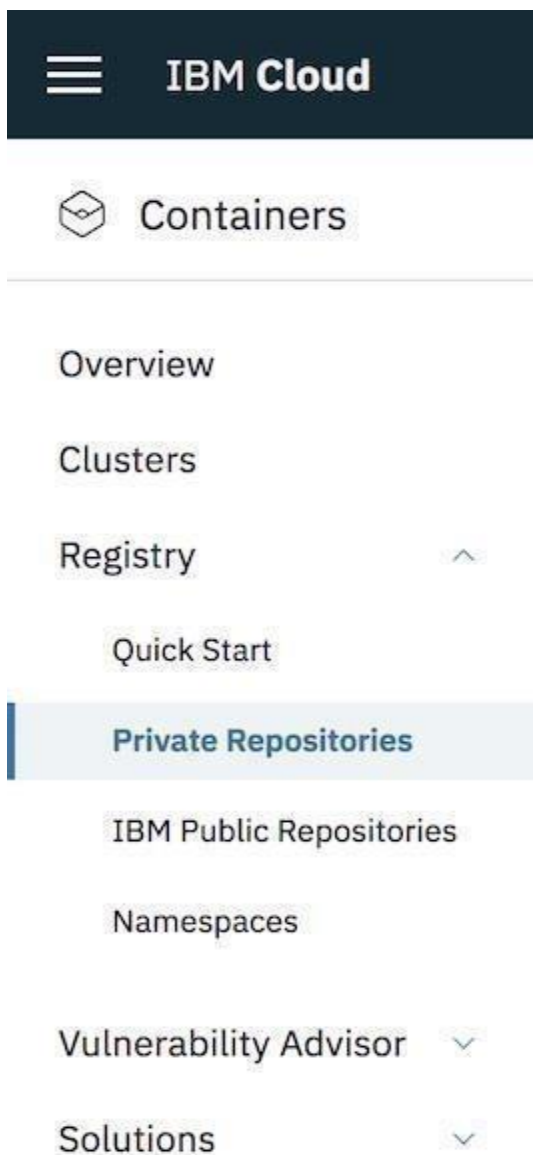 IBM Cloud
Containers
Overview
Clusters
Registry
Quick Start
Private Repositories
IBM Public Repositories
Namespaces
Vulnerability Advisor
Solutions